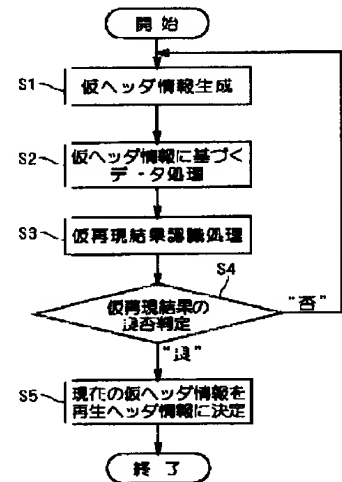 開始
S1
仮ヘッダ情報生成
S2
仮ヘッダ情報に基づく
データ処理
S3
仮再現結果認識処理
S4
仮再現結果の
良否判定
"否"
"良"
S5
現在の仮ヘッダ情報を
再生ヘッダ情報に決定
終了